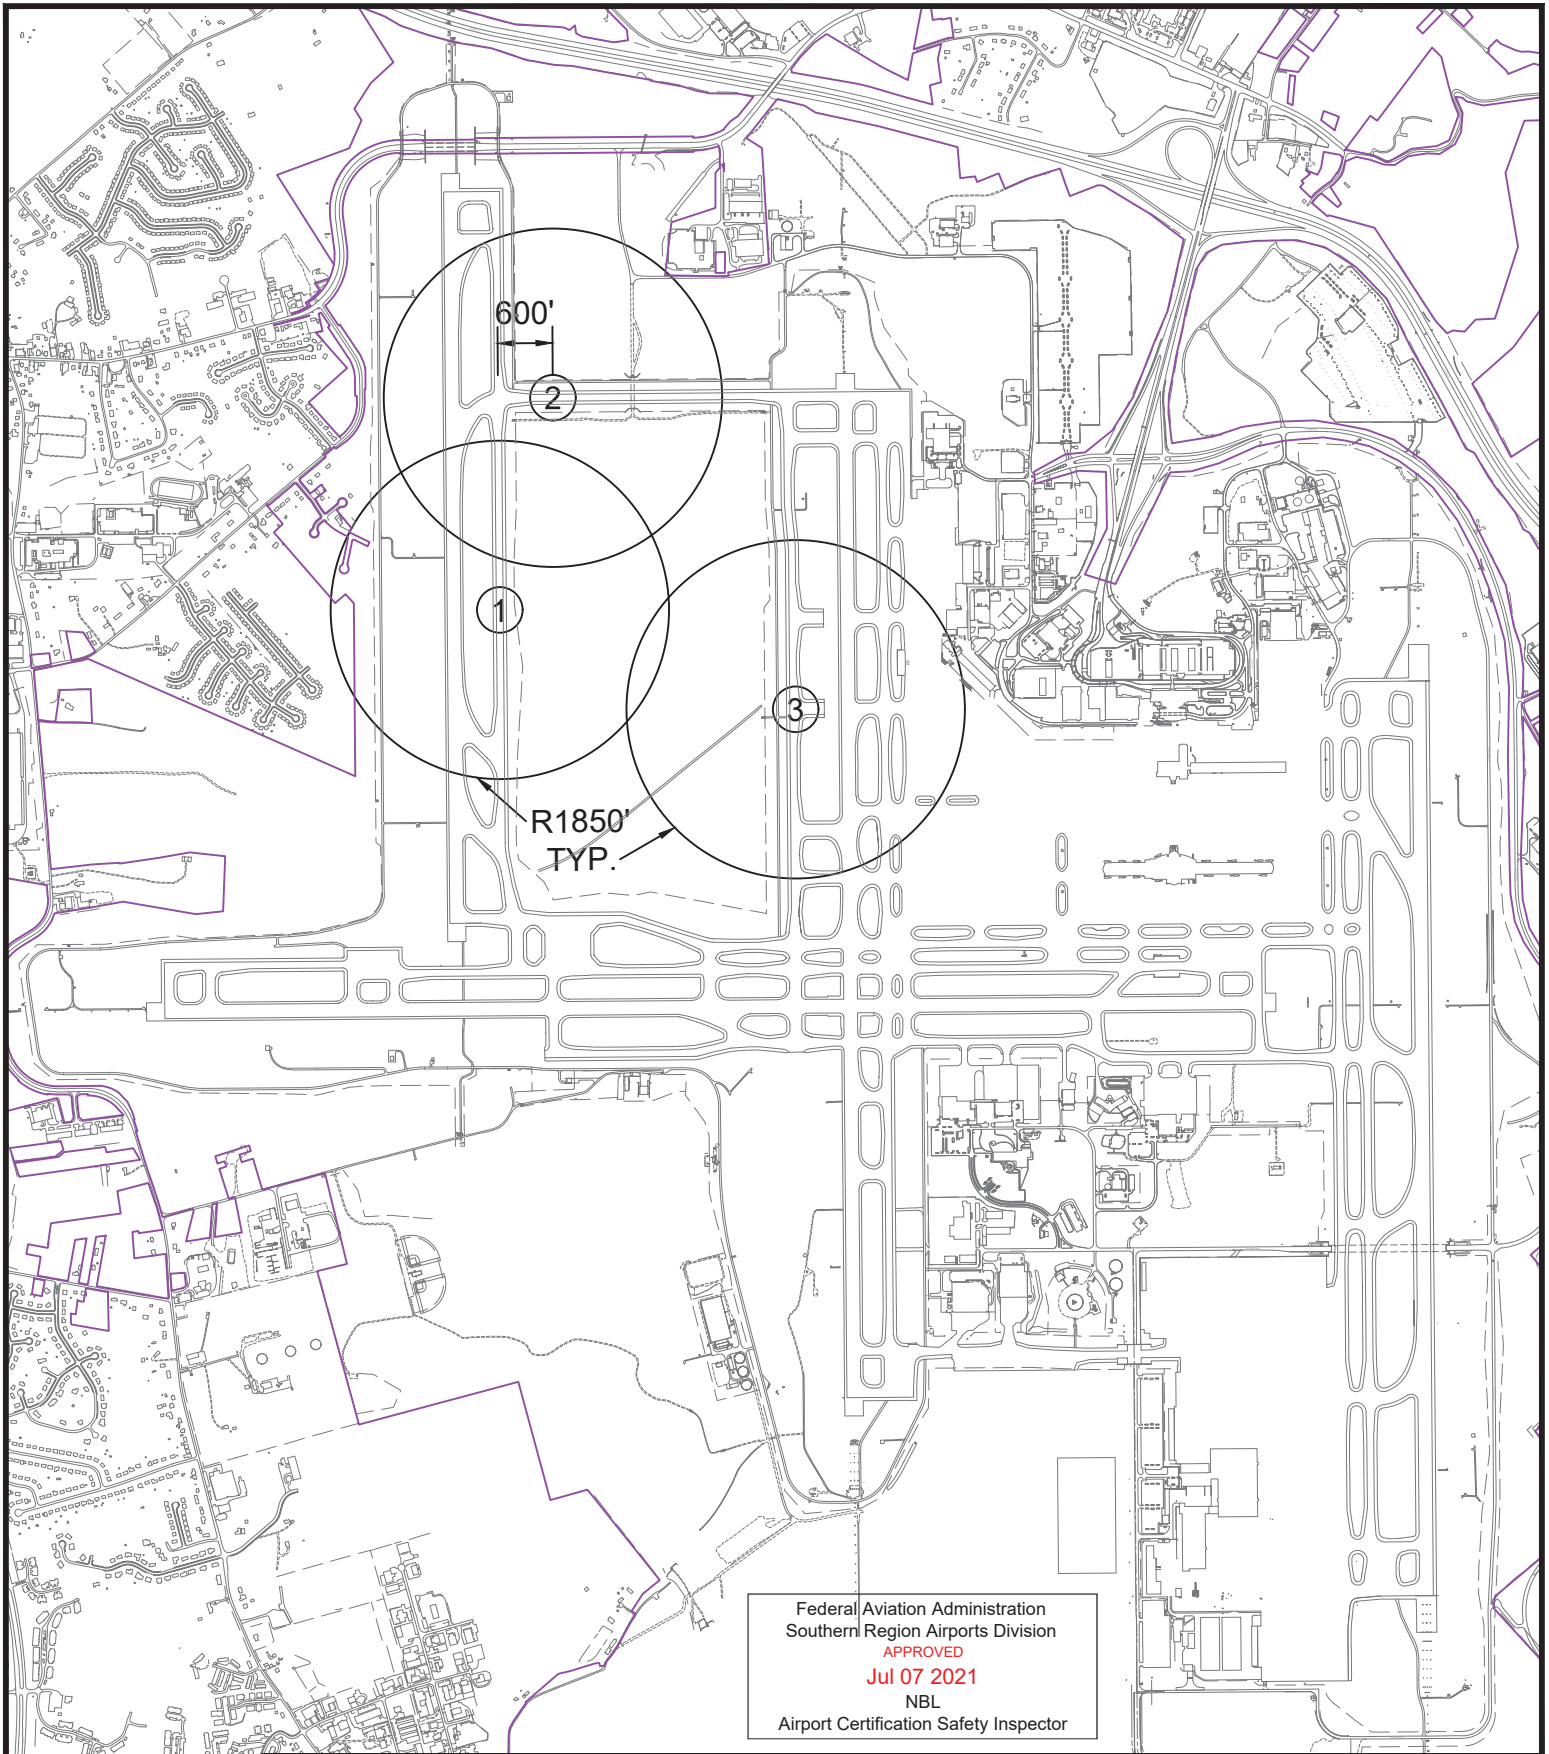 600'
2
1
3
R1850'
TYP.
Federal Aviation Administration
Southern Region Airports Division
APPROVED
Jul 07 2021
NBL
Airport Certification Safety Inspector